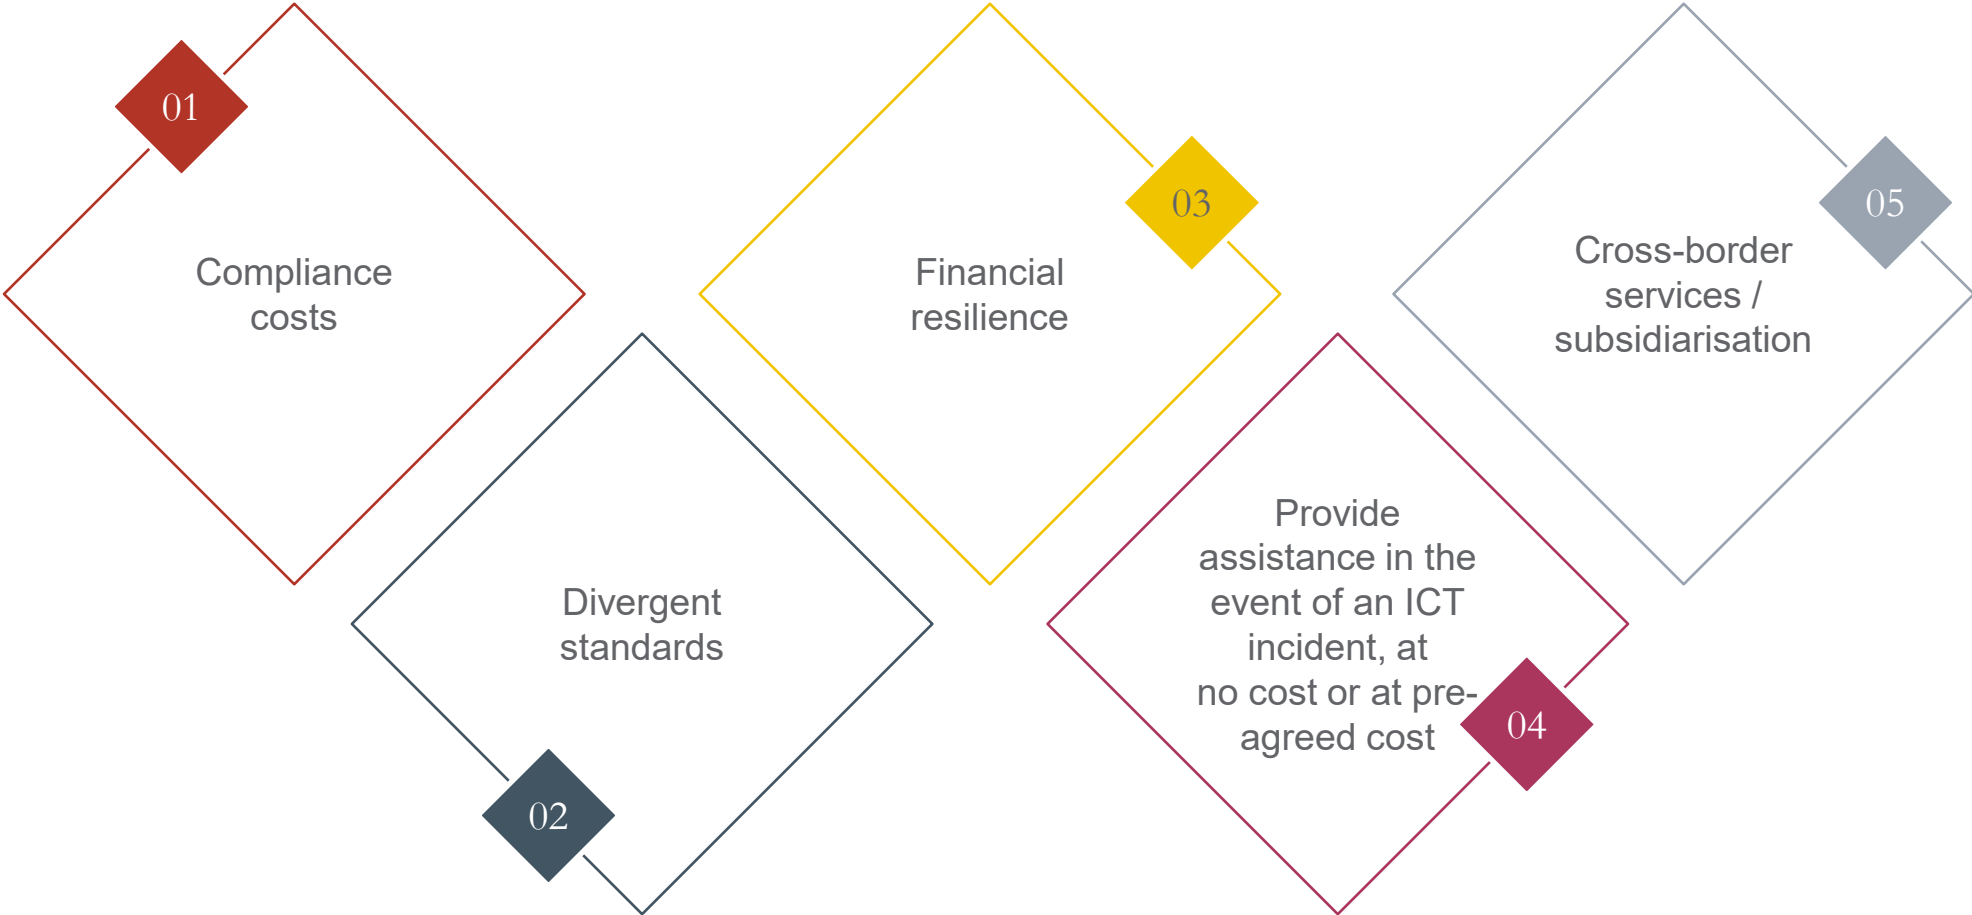 01
Compliance
costs
02
Divergent
standards
03
Financial
resilience
04
Provide
assistance in the
event of an ICT
incident, at
no cost or at pre-
agreed cost
05
Cross-border
services /
subsidiarisation